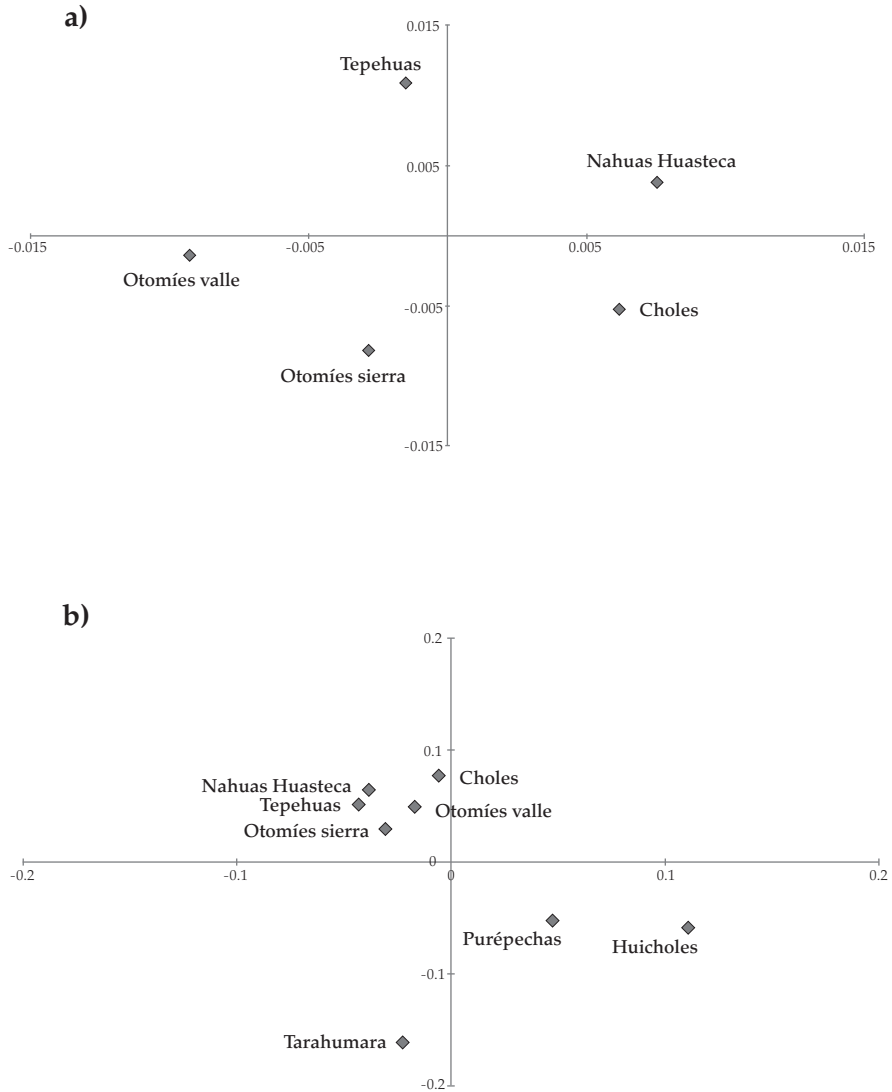 a)
0.015
Tepehuas
Nahuas Huasteca
0.005
-0.015 -0.005 0.005 0.015
Otomíes valle
-0.005
Choles
Otomíes sierra
-0.015
b)
0.2
0.1
Choles
Nahuas Huasteca
Tepehuas
Otomíes valle
Otomíes sierra
0
-0.2 -0.1 0 0.1 0.2
Purépechas
Huicholes
-0.1
Tarahumara
-0.2